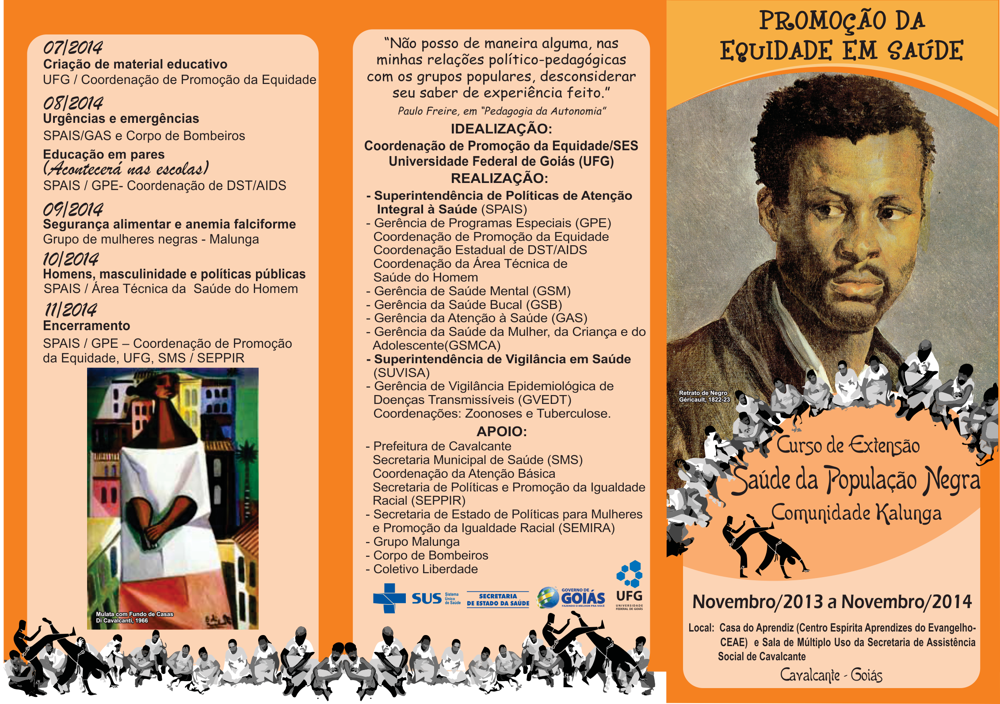 07/2014
Criação de material educativo
UFG / Coordenação de Promoção da Equidade
08/2014
Urgências e emergências
SPAIS/GAS e Corpo de Bombeiros
Educação em pares
(Acontecerá nas escolas)
SPAIS / GPE- Coordenação de DST/AIDS
09/2014
Segurança alimentar e anemia falciforme
Grupo de mulheres negras - Malunga
10/2014
Homens, masculinidade e políticas públicas
SPAIS / Área Técnica da  Saúde do Homem
11/2014
Encerramento
SPAIS / GPE – Coordenação de Promoção
da Equidade, UFG, SMS / SEPPIR
Mulata com Fundo de Casas
Di Cavalcanti, 1966
“Não posso de maneira alguma, nas
minhas relações político-pedagógicas
com os grupos populares, desconsiderar
seu saber de experiência feito.”
Paulo Freire, em “Pedagogia da Autonomia”
IDEALIZAÇÃO:
Coordenação de Promoção da Equidade/SES
Universidade Federal de Goiás (UFG)
REALIZAÇÃO:
- Superintendência de Políticas de Atenção
Integral à Saúde (SPAIS)
- Gerência de Programas Especiais (GPE)
Coordenação de Promoção da Equidade
Coordenação Estadual de DST/AIDS
Coordenação da Área Técnica de
Saúde do Homem
- Gerência de Saúde Mental (GSM)
- Gerência da Saúde Bucal (GSB)
- Gerência da Atenção à Saúde (GAS)
- Gerência da Saúde da Mulher, da Criança e do
Adolescente(GSMCA)
- Superintendência de Vigilância em Saúde
(SUVISA)
- Gerência de Vigilância Epidemiológica de
Doenças Transmissíveis (GVEDT)
Coordenações: Zoonoses e Tuberculose.
APOIO:
- Prefeitura de Cavalcante
Secretaria Municipal de Saúde (SMS)
Coordenação da Atenção Básica
Secretaria de Políticas e Promoção da Igualdade
Racial (SEPPIR)
- Secretaria de Estado de Políticas para Mulheres
e Promoção da Igualdade Racial (SEMIRA)
- Grupo Malunga
- Corpo de Bombeiros
- Coletivo Liberdade
SUS
Sistema
Único
de Saúde
SECRETARIA
DE ESTADO DA SAÚDE
GOVERNO DE
GOIÁS
FAZENDO O MELHOR PRA VOCÊ
UFG
UNIVERSIDADE
FEDERAL DE GOIÁS
PROMOÇÃO DA
EQUIDADE EM SAÚDE
Retrato de Negro
Géricault, 1822-23
Curso de Extensão
Saúde da População Negra
Comunidade Kalunga
Novembro/2013 a Novembro/2014
Local:  Casa do Aprendiz (Centro Espírita Aprendizes do Evangelho-
CEAE)  e Sala de Múltiplo Uso da Secretaria de Assistência
Social de Cavalcante
Cavalcante - Goiás